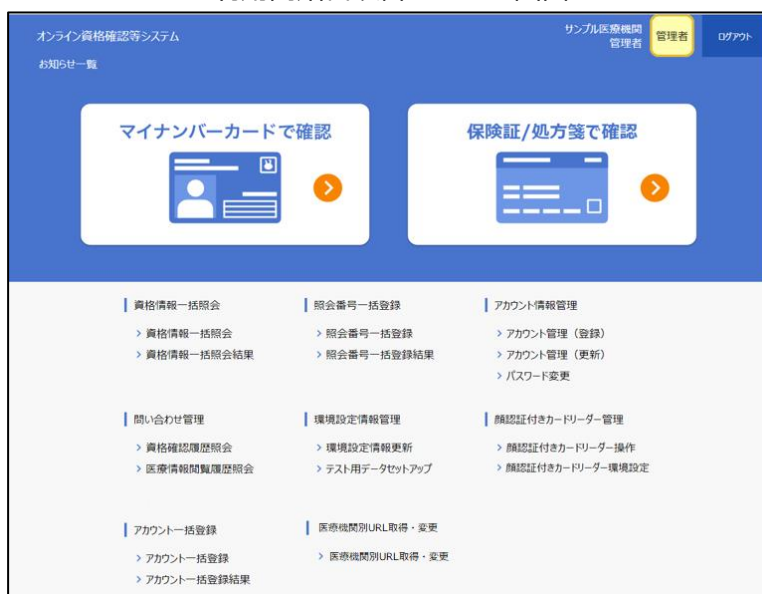 オンライン資格確認等システム
サンプル医療機関
管理者
管理者
ログアウト
お知らせ一覧
マイナンバーカードで確認
保険証/処方箋で確認
資格情報一括照会
資格情報一括照会
資格情報一括照会結果
照会番号一括登録
照会番号一括登録
照会番号一括登録結果
アカウント情報管理
アカウント管理（登録）
アカウント管理（更新）
パスワード変更
問い合わせ管理
資格確認履歴照会
医療情報閲覧履歴照会
環境設定情報管理
環境設定情報更新
テスト用データセットアップ
顔認証付きカードリーダー管理
顔認証付きカードリーダー操作
顔認証付きカードリーダー環境設定
アカウント一括登録
アカウント一括登録
アカウント一括登録結果
医療機関別URL取得・変更
医療機関別URL取得・変更